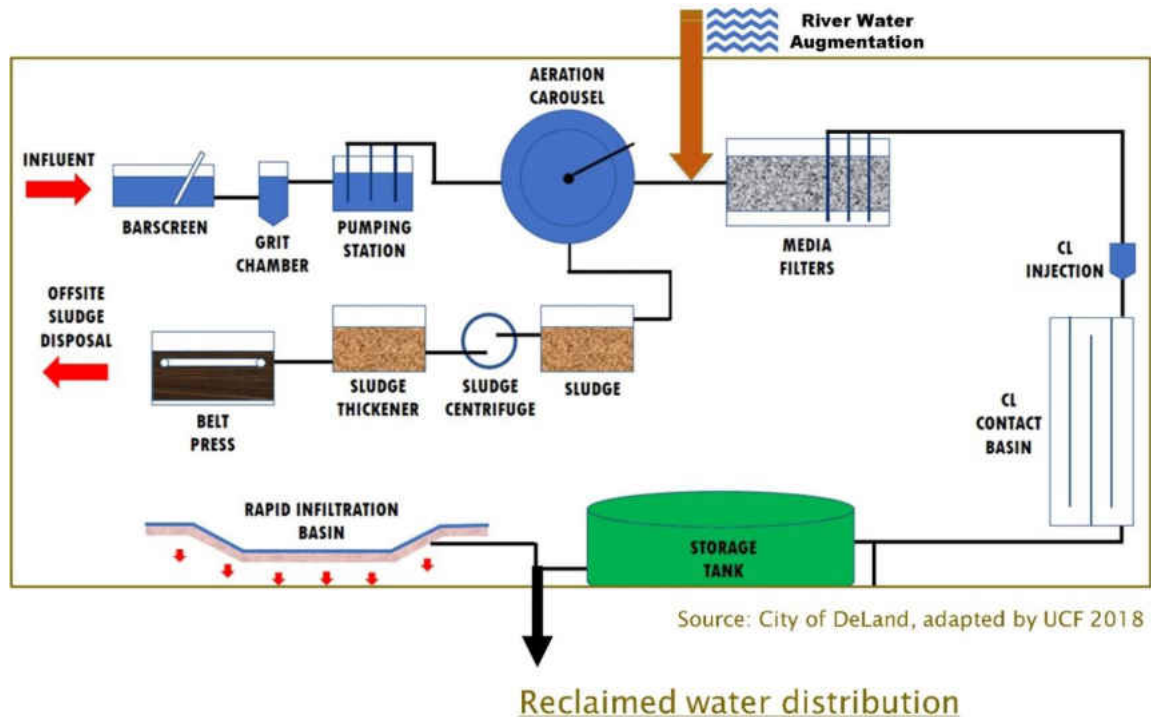 River Water
Augmentation
AERATION
CAROUSEL
INFLUENT
BARSCREEN
GRIT
CHAMBER
PUMPING
STATION
MEDIA
FILTERS
CL
INJECTION
OFFSITE
SLUDGE
DISPOSAL
BELT
PRESS
SLUDGE
THICKENER
SLUDGE
CENTRIFUGE
SLUDGE
CL
CONTACT
BASIN
RAPID INFILTRATION
BASIN
STORAGE
TANK
Source: City of DeLand, adapted by UCF 2018
Reclaimed water distribution